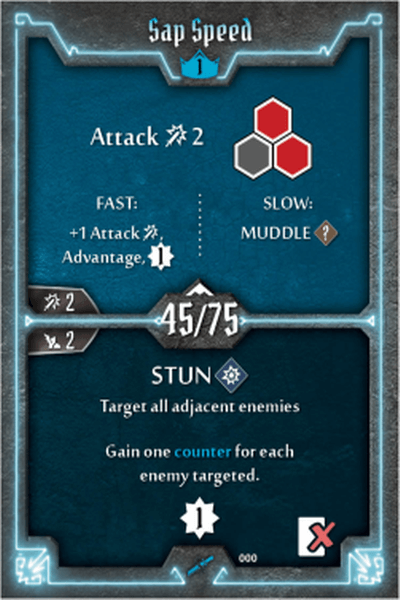 Sap Speed
1
Attack 2
FAST:
SLOW:
+1 Attack,
Advantage, 1
MUDDLE ?
2
45/75
2
STUN
Target all adjacent enemies
Gain one counter for each
enemy targeted.
1
000